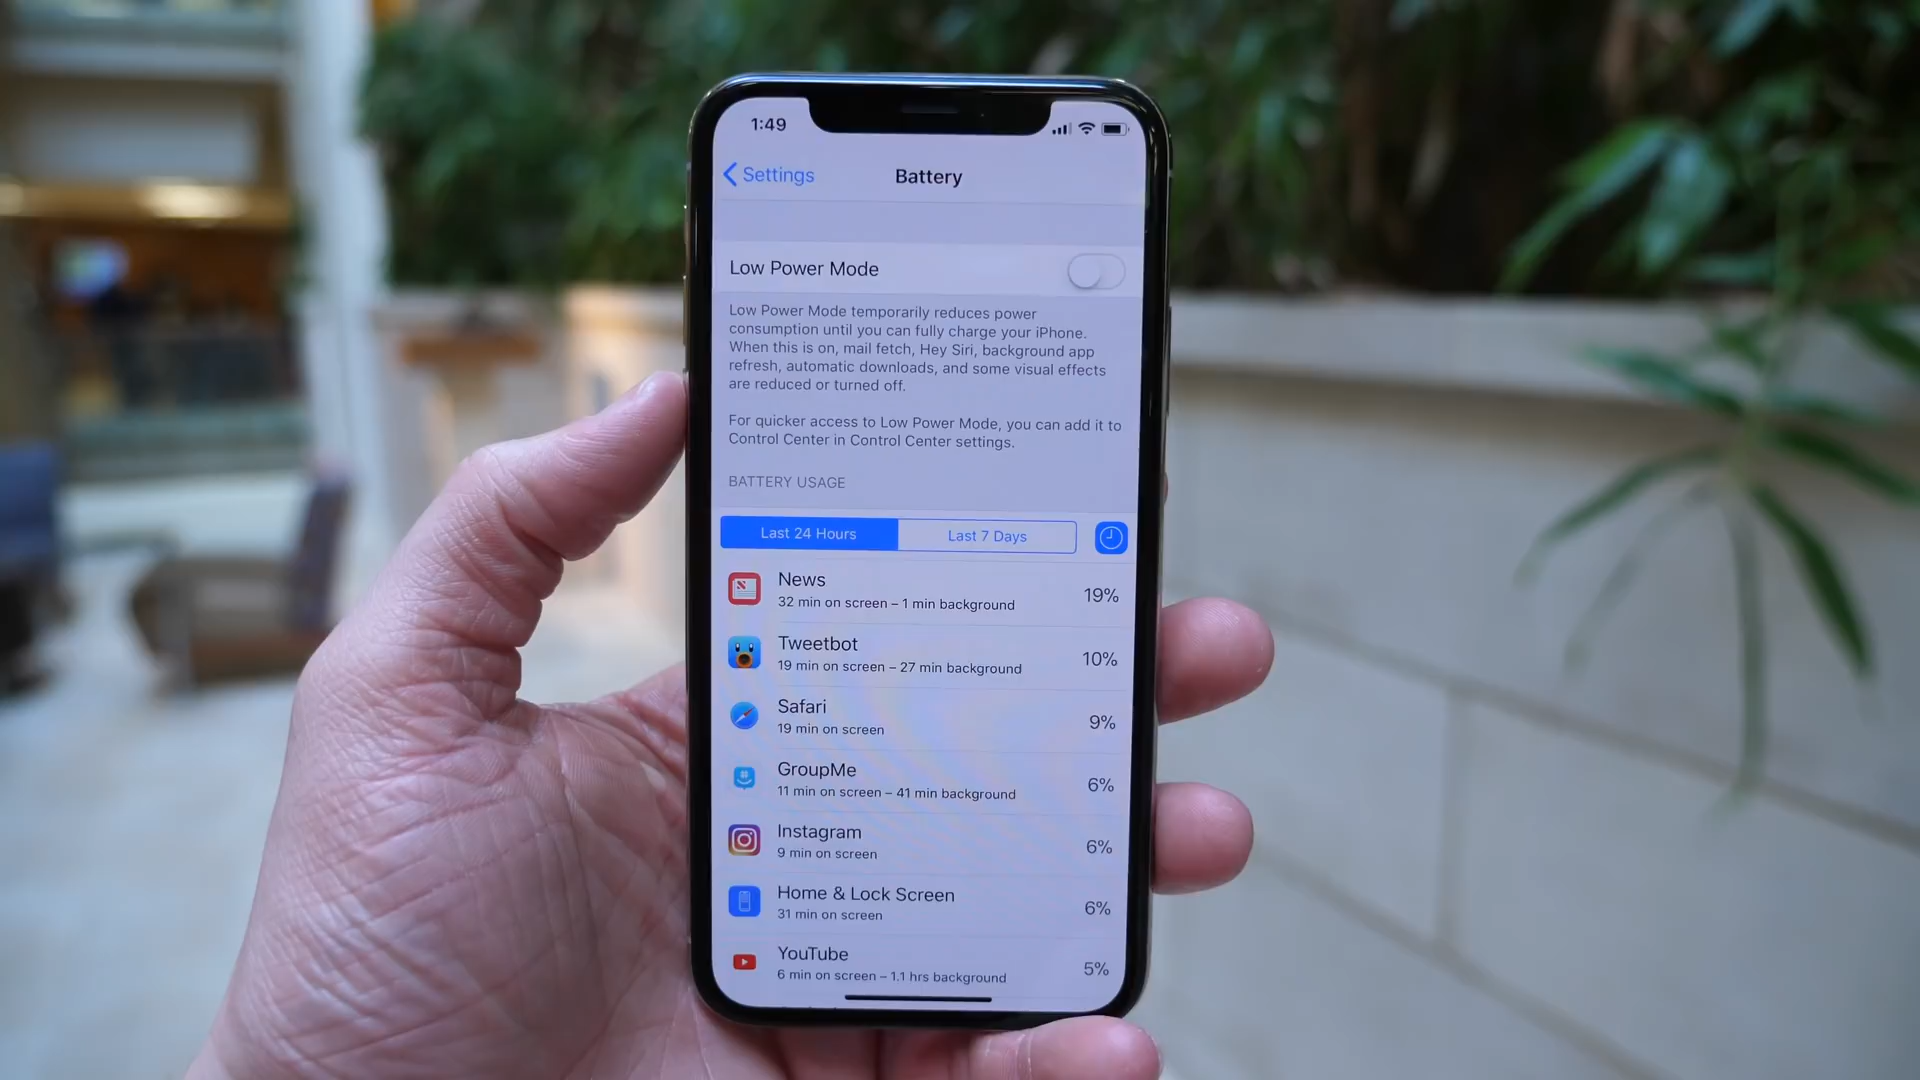 1:49
Settings
Battery
Low Power Mode
Low Power Mode temporarily reduces power
consumption until you can fully charge your iPhone.
When this is on, mail fetch, Hey Siri, background app
refresh, automatic downloads, and some visual effects
are reduced or turned off.
For quicker access to Low Power Mode, you can add it to
Control Center in Control Center settings.
BATTERY USAGE
Last 24 Hours
Last 7 Days
News
32 min on screen – 1 min background
19%
Tweetbot
19 min on screen – 27 min background
10%
Safari
19 min on screen
9%
GroupMe
11 min on screen – 41 min background
6%
Instagram
9 min on screen
6%
Home & Lock Screen
31 min on screen
6%
YouTube
6 min on screen – 1.1 hrs background
5%